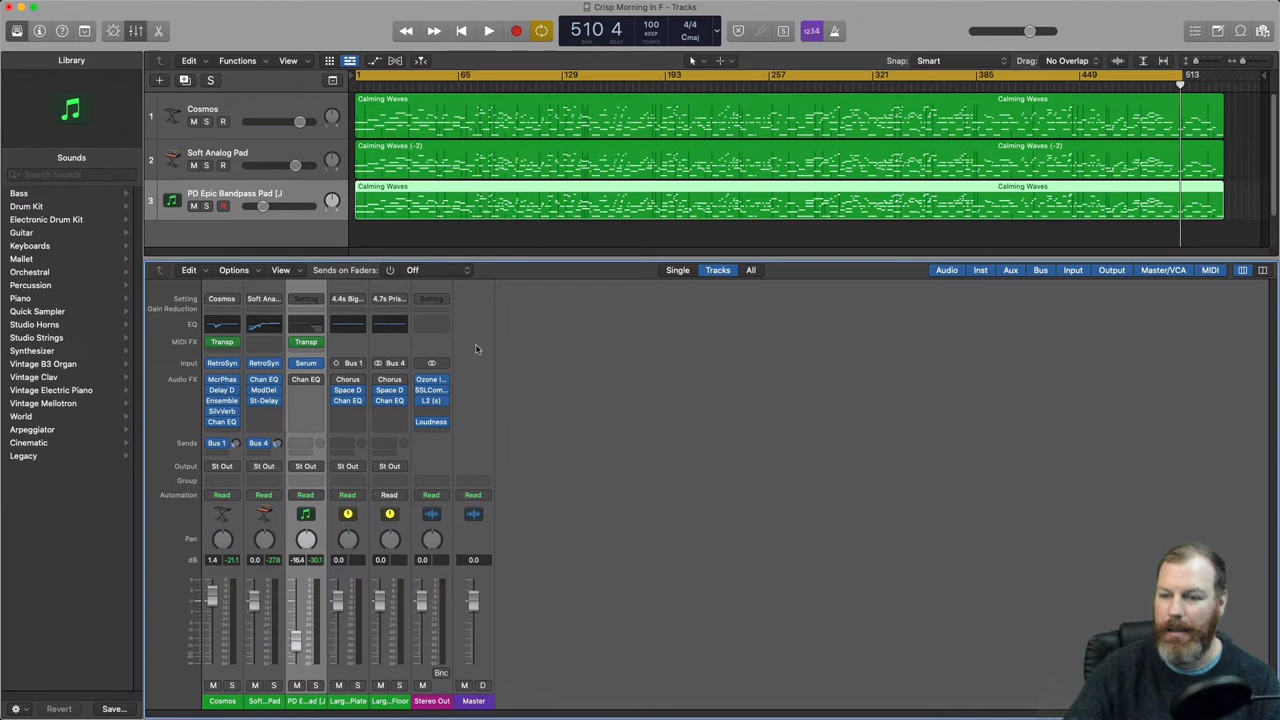 Crisp Morning in F - Tracks
510 4
BAR BEAT
100
KEEP
TEMPO
4/4
Cmaj
1234
Library
Edit Functions View
Snap: Smart
Drag: No Overlap
S
1 65 129 193 257 321 385 449 513
1 Cosmos
M S R
Calming Waves Calming Waves
2 Soft Analog Pad
M S R
Calming Waves (-2) Calming Waves (-2)
3 PD Epic Bandpass Pad [J
M S R
Calming Waves Calming Waves
Sounds
Search Sounds
Bass
Drum Kit
Electronic Drum Kit
Guitar
Keyboards
Mallet
Orchestral
Percussion
Piano
Quick Sampler
Studio Horns
Studio Strings
Synthesizer
Vintage B3 Organ
Vintage Clav
Vintage Electric Piano
Vintage Mellotron
World
Arpeggiator
Cinematic
Legacy
Revert Save...
Edit Options View Sends on Faders: Off
Single Tracks All
Audio Inst Aux Bus Input Output Master/VCA MIDI
Setting Cosmos Soft Ana... Setting 4.4s Big... 4.7s Pris... Setting
Gain Reduction
EQ
MIDI FX Transp Transp
Input RetroSyn RetroSyn Serum Bus 1 Bus 4
Audio FX McrPhas Chan EQ Chan EQ Chorus Chorus Ozone I...
Delay D ModDel Space D Space D SSLCom...
Ensemble St-Delay Chan EQ Chan EQ L2 (s)
SilvVerb
Chan EQ Loudness
Sends Bus 1 Bus 4
Output St Out St Out St Out St Out St Out
Group
Automation Read Read Read Read Read Read Read
Pan
dB 1.4 -21.1 0.0 -27.8 -16.4 -30.1 0.0 0.0 0.0 0.0
Bnc
M S M S M S M S M S M M D
Cosmos Soft...Pad PD E...ad [J Larg...Plate Larg...Floor Stereo Out Master